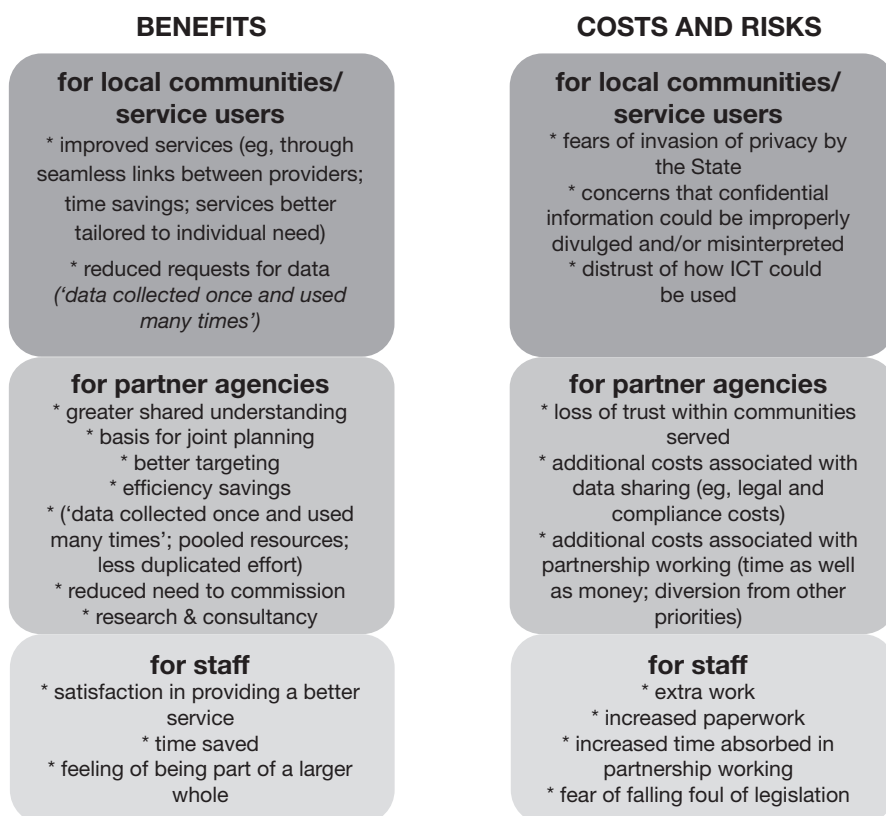 BENEFITS
for local communities/
service users
* improved services (eg, through
seamless links between providers;
time savings; services better
tailored to individual need)
* reduced requests for data
(‘data collected once and used
many times’)
for partner agencies
* greater shared understanding
* basis for joint planning
* better targeting
* efficiency savings
* (‘data collected once and used
many times’; pooled resources;
less duplicated effort)
* reduced need to commission
* research & consultancy
for staff
* satisfaction in providing a better
service
* time saved
* feeling of being part of a larger
whole
COSTS AND RISKS
for local communities/
service users
* fears of invasion of privacy by
the State
* concerns that confidential
information could be improperly
divulged and/or misinterpreted
* distrust of how ICT could
be used
for partner agencies
* loss of trust within communities
served
* additional costs associated with
data sharing (eg, legal and
compliance costs)
* additional costs associated with
partnership working (time as well
as money; diversion from other
priorities)
for staff
* extra work
* increased paperwork
* increased time absorbed in
partnership working
* fear of falling foul of legislation